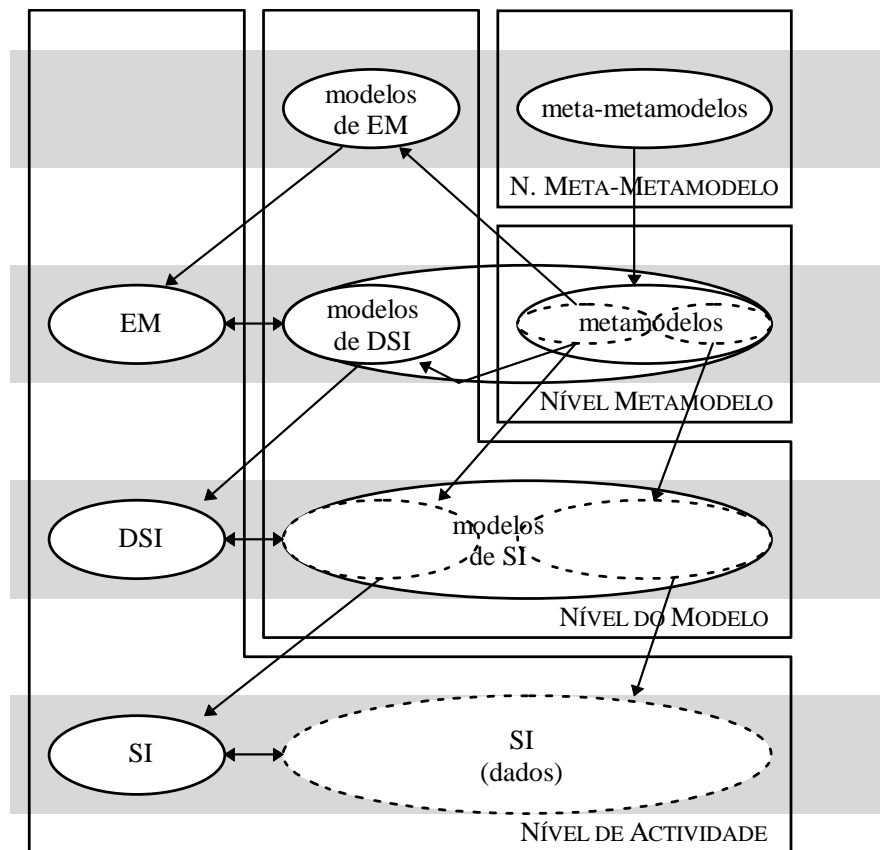 modelos
de EM
meta-metamodelos
N. META-METAMODELO
EM
modelos
de DSI
metamodelos
NÍVEL METAMODELO
DSI
modelos
de SI
NÍVEL DO MODELO
SI
SI
(dados)
NÍVEL DE ACTIVIDADE